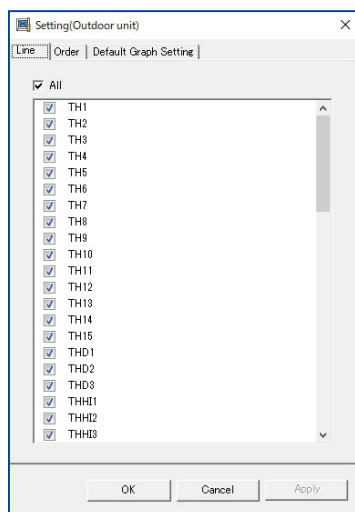 Setting(Outdoor unit)
Line Order Default Graph Setting
All
TH1
TH2
TH3
TH4
TH5
TH6
TH7
TH8
TH9
TH10
TH11
TH12
TH13
TH14
TH15
THD1
THD2
THD3
THHI1
THHI2
THHI3
OK Cancel Apply